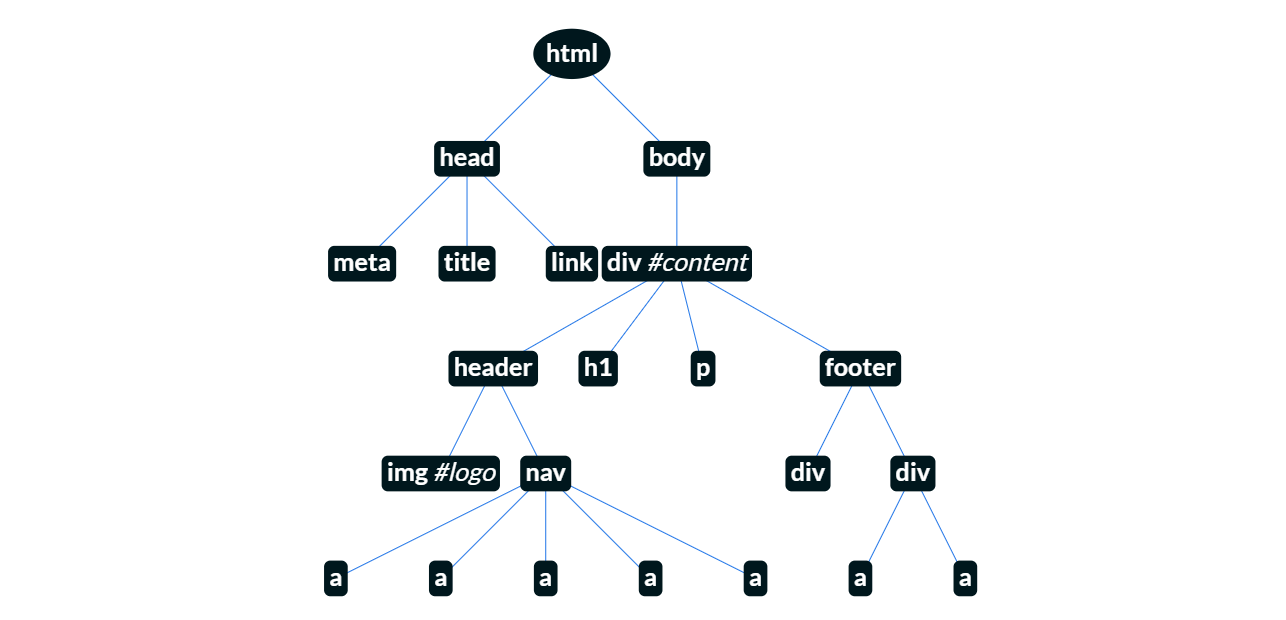 html
head
body
meta
title
link
div #content
header
h1
p
footer
img #logo
nav
div
div
a
a
a
a
a
a
a